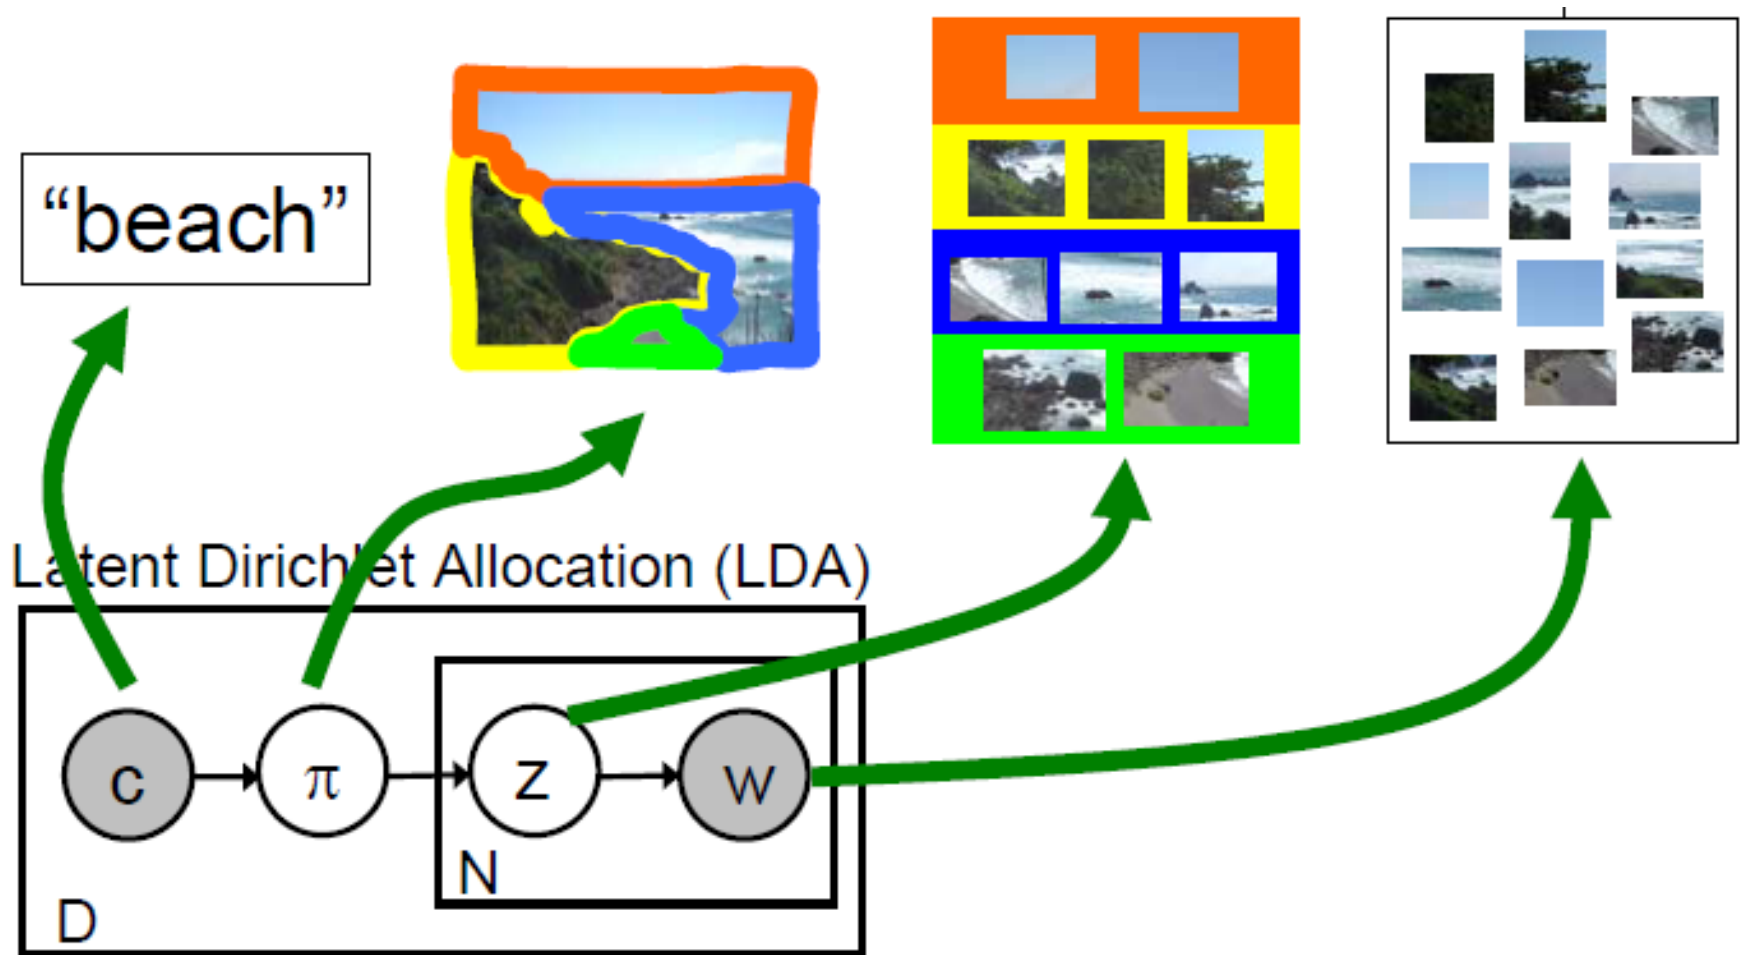 “beach”
Latent Dirichlet Allocation (LDA)
c π z w
N
D